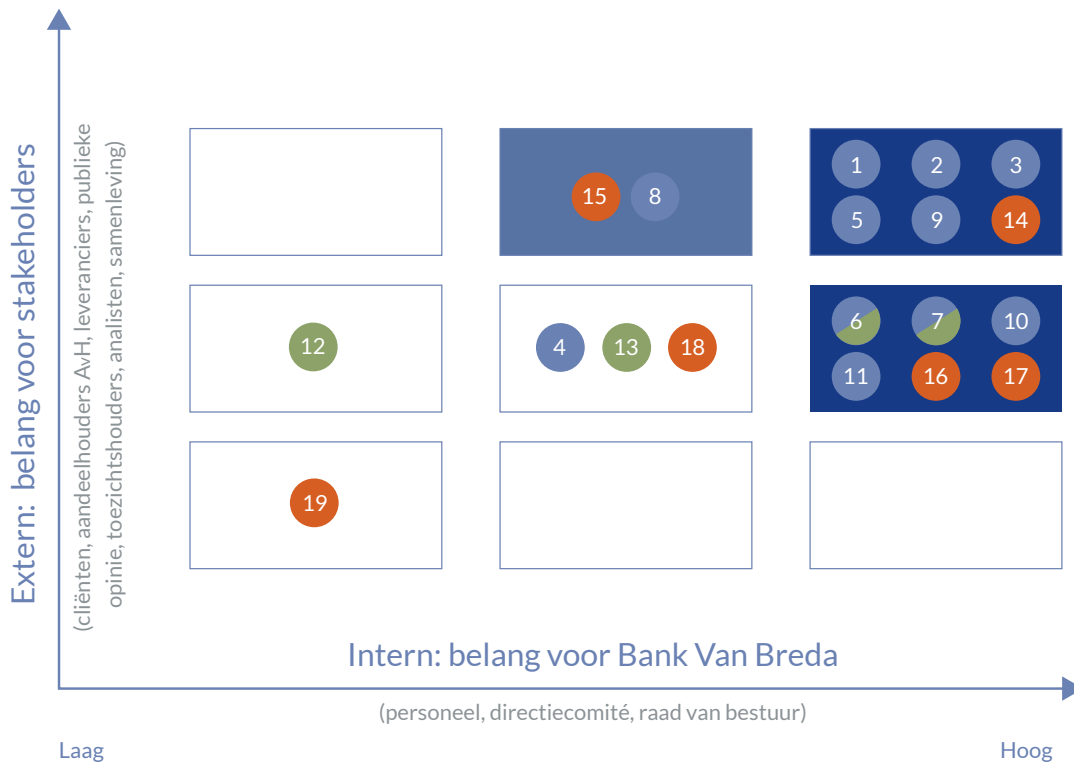 Extern: belang voor stakeholders
(cliënten, aandeelhouders AvH, leveranciers, publieke
opinie, toezichtshouders, analisten, samenleving)
15 8
1 2 3
5 9 14
12
4 13 18
6 7 10
11 16 17
19
Intern: belang voor Bank Van Breda
(personeel, directiecomité, raad van bestuur)
Laag
Hoog